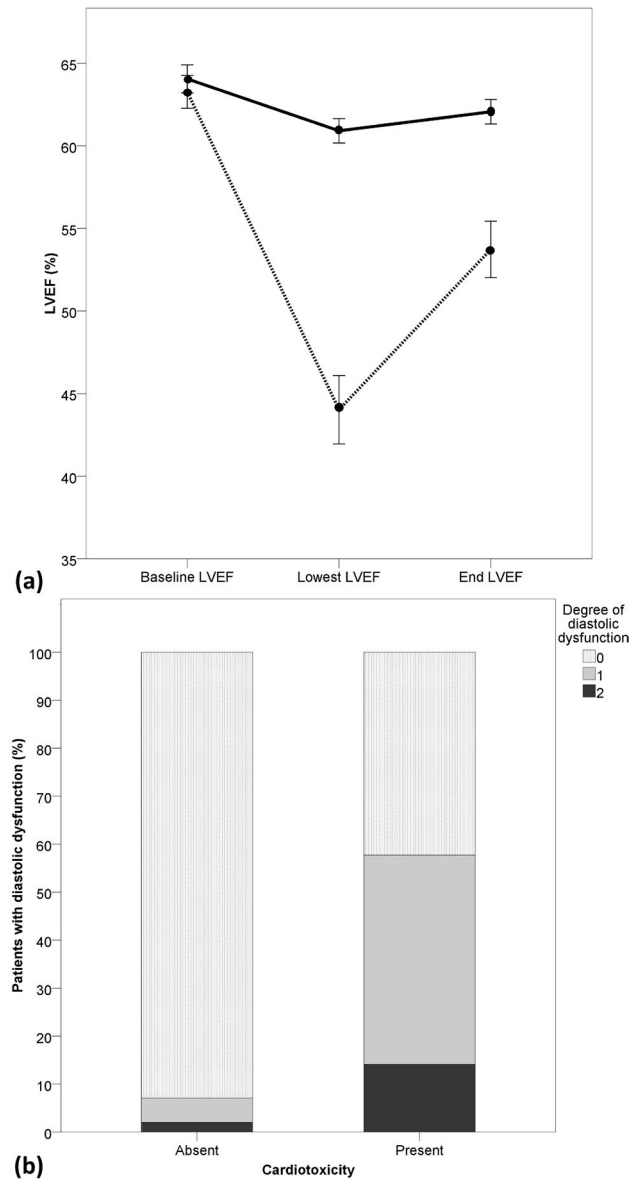 65
60
55
50
45
40
35
LVEF (%)
Baseline LVEF
Lowest LVEF
End LVEF
(a)
Degree of
diastolic
dysfunction
0
1
2
100
90
80
70
60
50
40
30
20
10
0
Patients with diastolic dysfunction (%)
Absent
Present
Cardiotoxicity
(b)